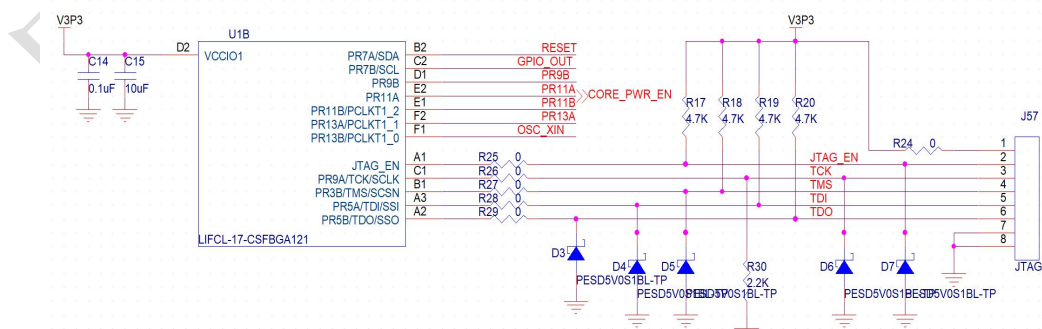 V3P3
V3P3
U1B
D2
VCCIO1
C14
C15
0.1uF
10uF
PR7A/SDA
B2
RESET
PR7B/SCL
C2
GPIO_OUT
PR9B
D1
PR9B
PR11A
E2
PR11A
CORE_PWR_EN
PR11B/PCLKT1_2
E1
PR11B
PR13A/PCLKT1_1
F2
PR13A
PR13B/PCLKT1_0
F1
OSC_XIN
R17
R18
R19
R20
4.7K
4.7K
4.7K
4.7K
J57
R24
0
1
JTAG_EN
A1
R25
0
JTAG_EN
2
PR9A/TCK/SCLK
C1
R26
0
TCK
3
PR3B/TMS/SCSN
B1
R27
0
TMS
4
PR5A/TDI/SSI
A3
R28
0
TDI
5
PR5B/TDO/SSO
A2
R29
0
TDO
6
7
8
LIFCL-17-CSFBGA121
JTAG
D3
D4
D5
R30
D6
D7
2.2K
PESD5V0S1BL-TP
PESD5V0S1BL-TP
PESD5V0S1BL-TP
PESD5V0S1BL-TP